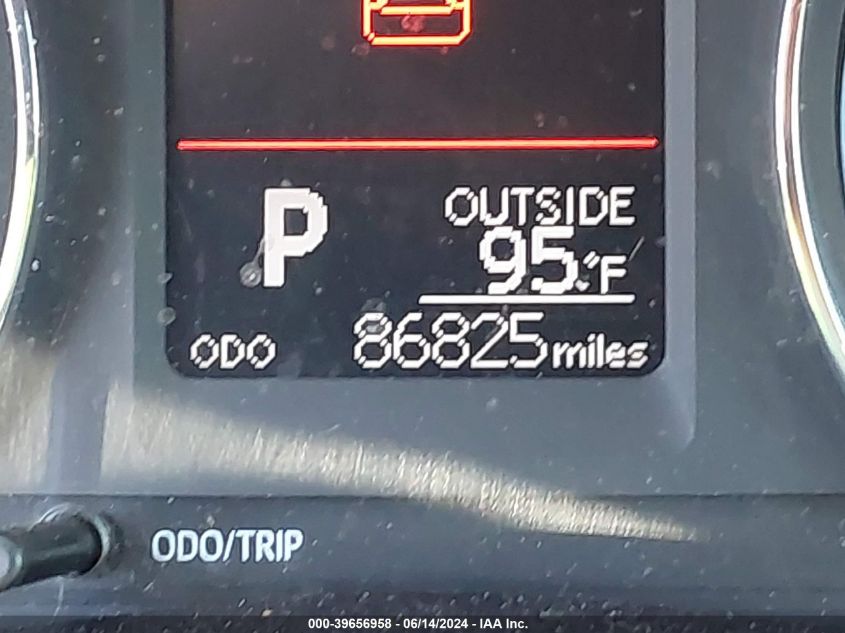 P
OUTSIDE
95°F
ODO 86825 miles
ODO/TRIP
000-39656958 - 06/14/2024 - IAA Inc.